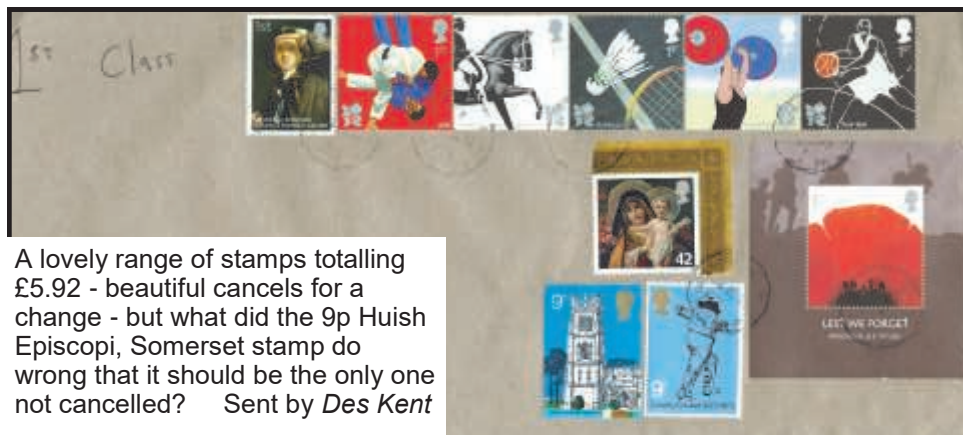 1st Class
42
9
9
LEST WE FORGET
A lovely range of stamps totalling
£5.92 - beautiful cancels for a
change - but what did the 9p Huish
Episcopi, Somerset stamp do
wrong that it should be the only one
not cancelled? Sent by Des Kent